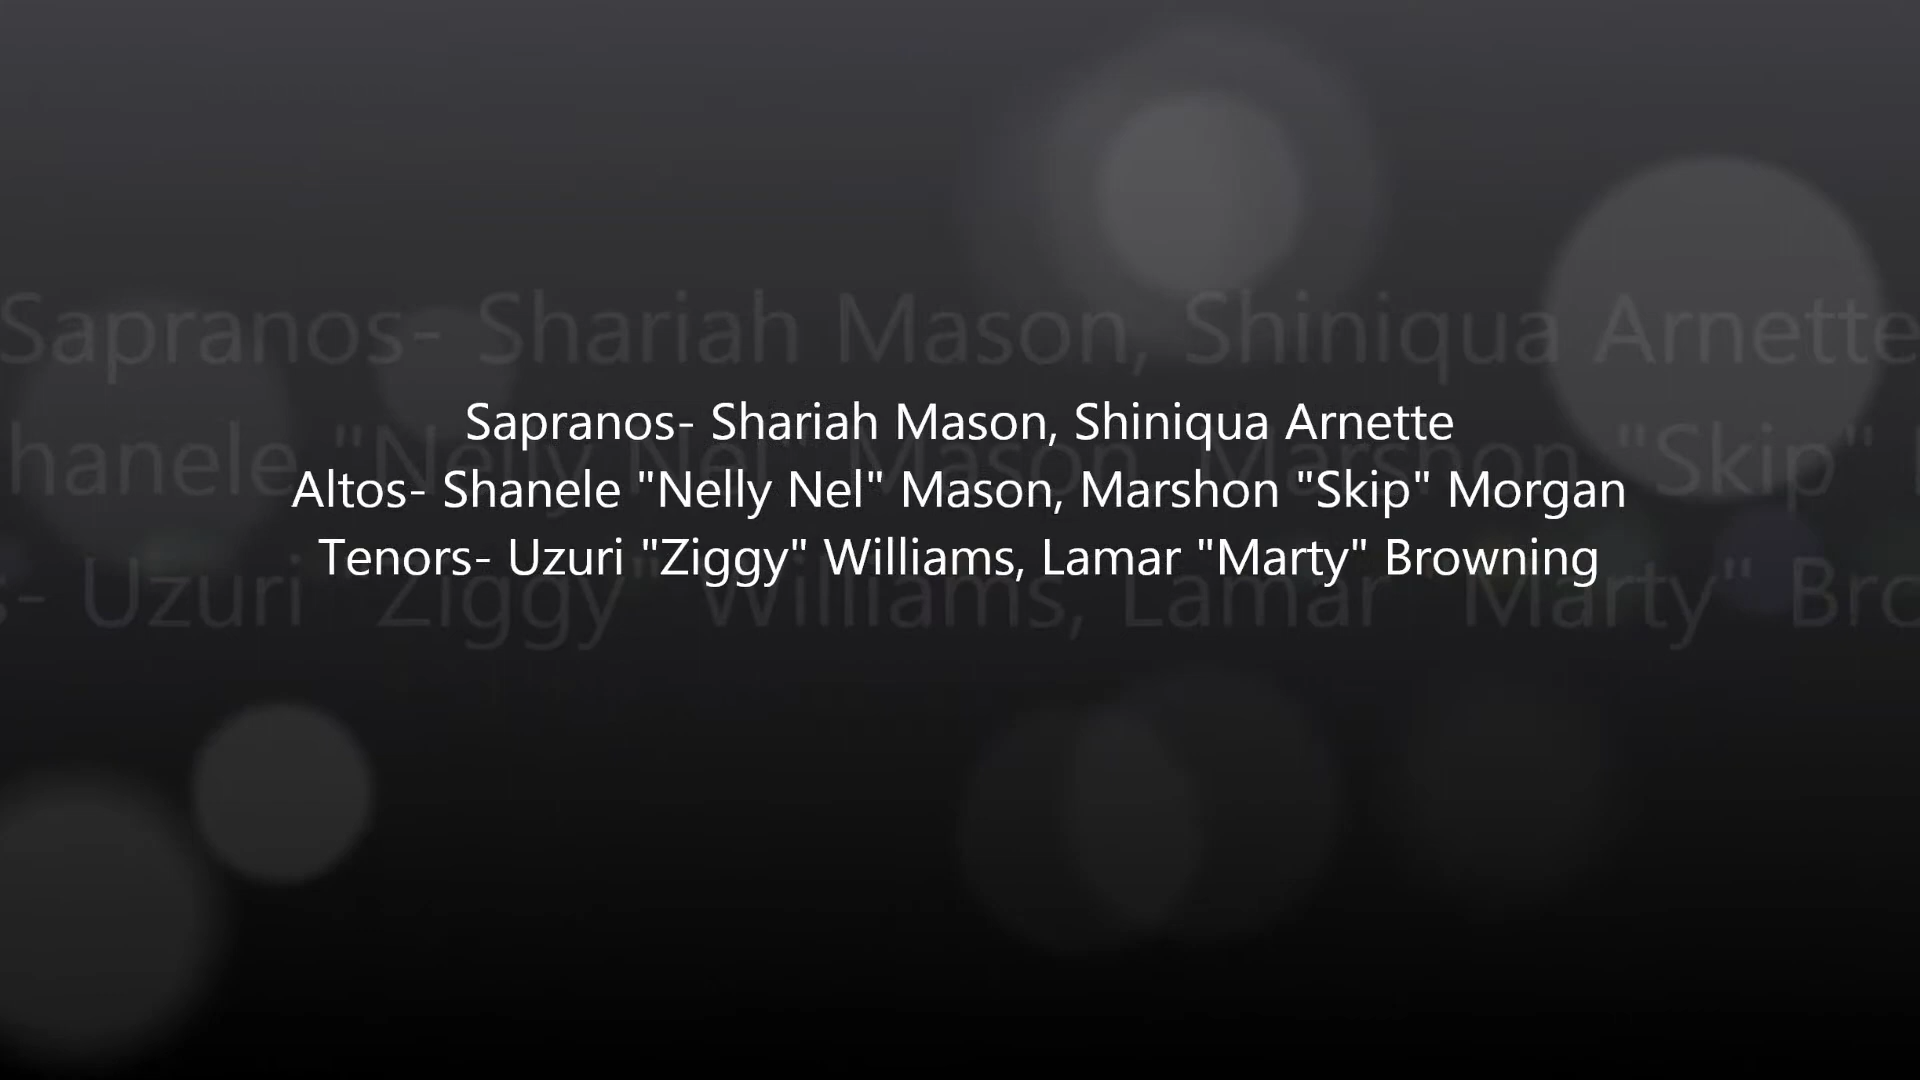 Sapranos- Shariah Mason, Shiniqua Arnette
Altos- Shanele "Nelly Nel" Mason, Marshon "Skip" Morgan
Tenors- Uzuri "Ziggy" Williams, Lamar "Marty" Browning